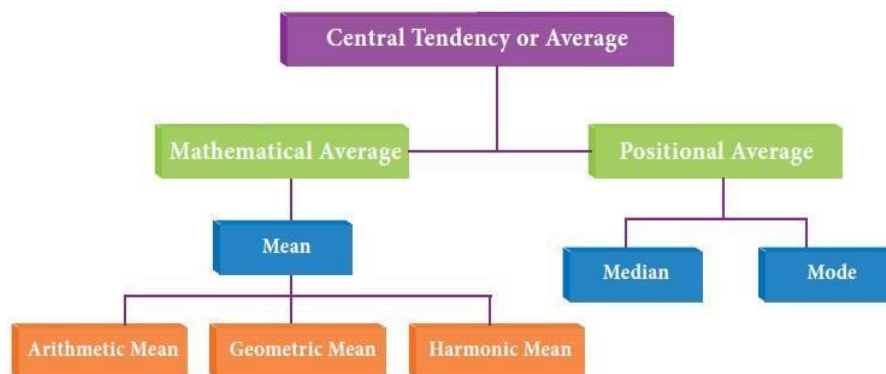 Central Tendency or Average
Mathematical Average
Positional Average
Mean
Median
Mode
Arithmetic Mean
Geometric Mean
Harmonic Mean